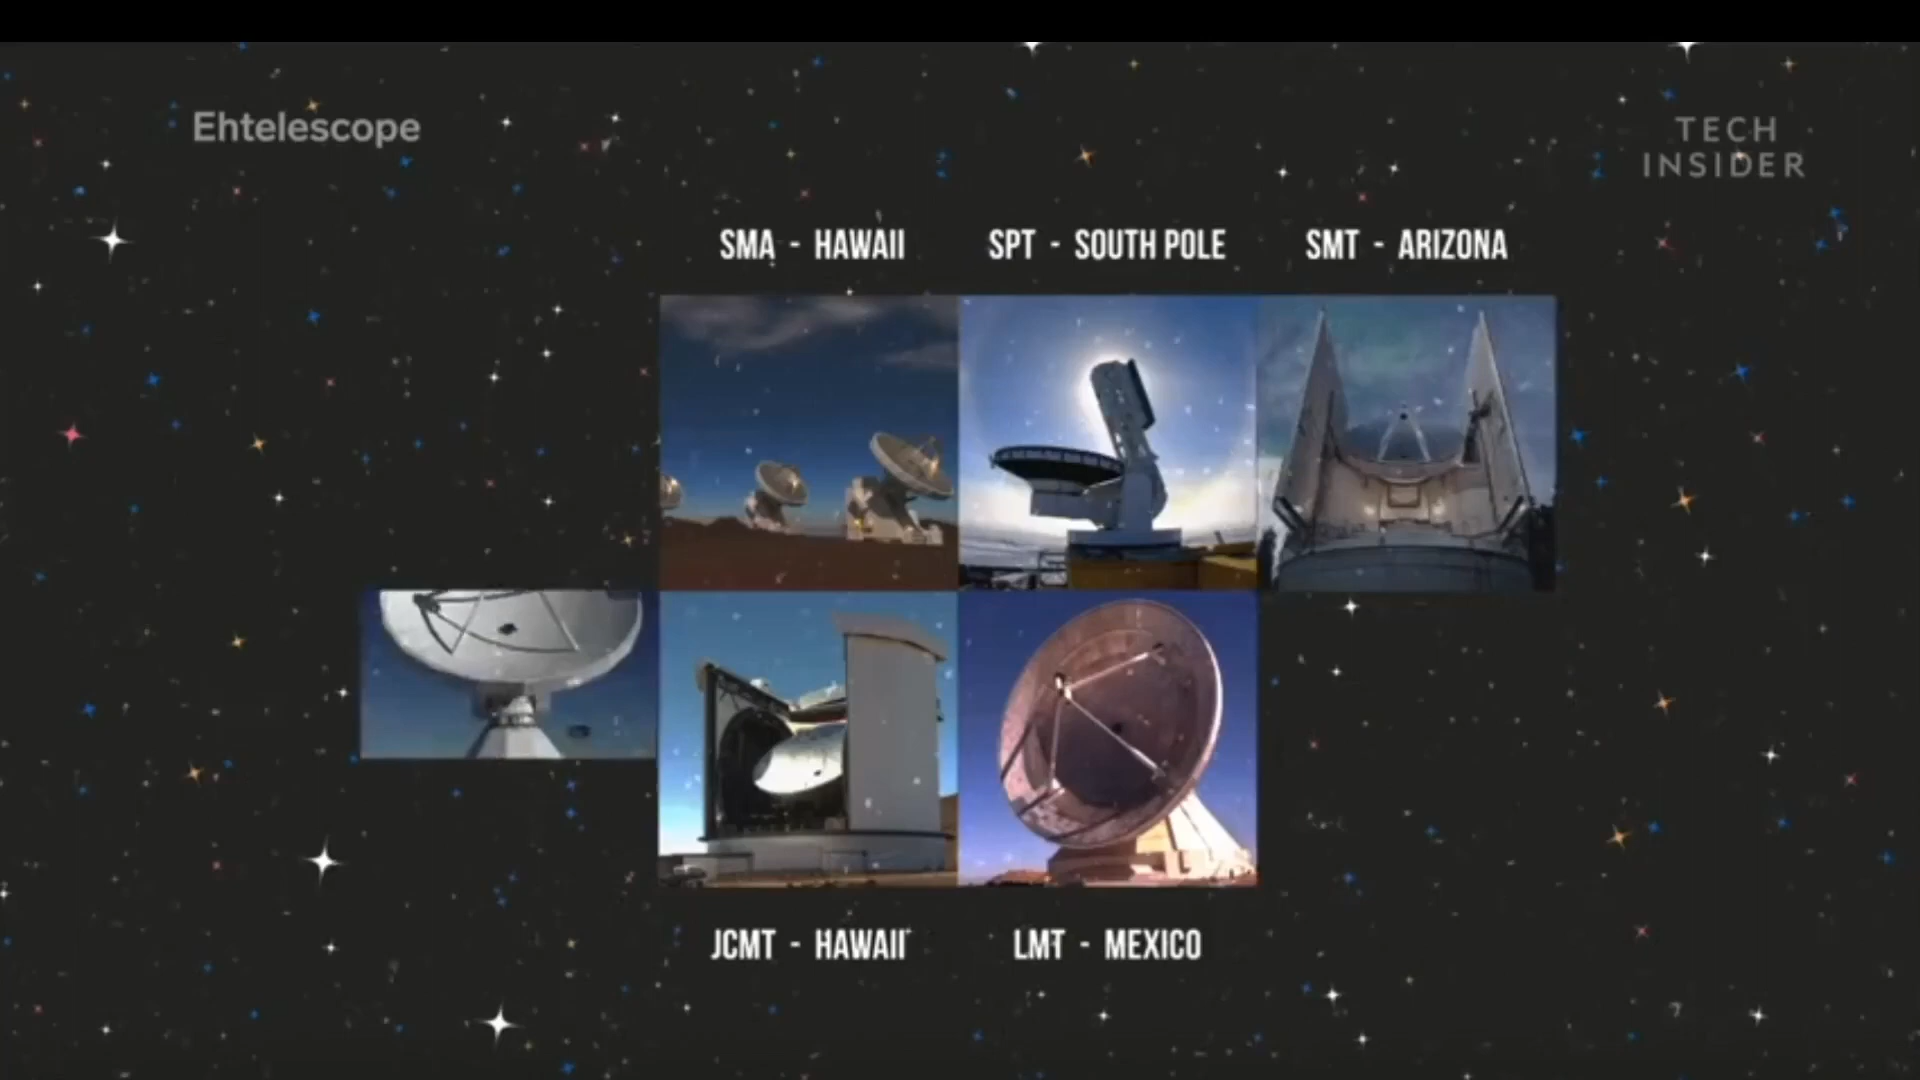 Ehtelescope
TECH
INSIDER
SMA - HAWAII
SPT - SOUTH POLE
SMT - ARIZONA
JCMT - HAWAII
LMT - MEXICO